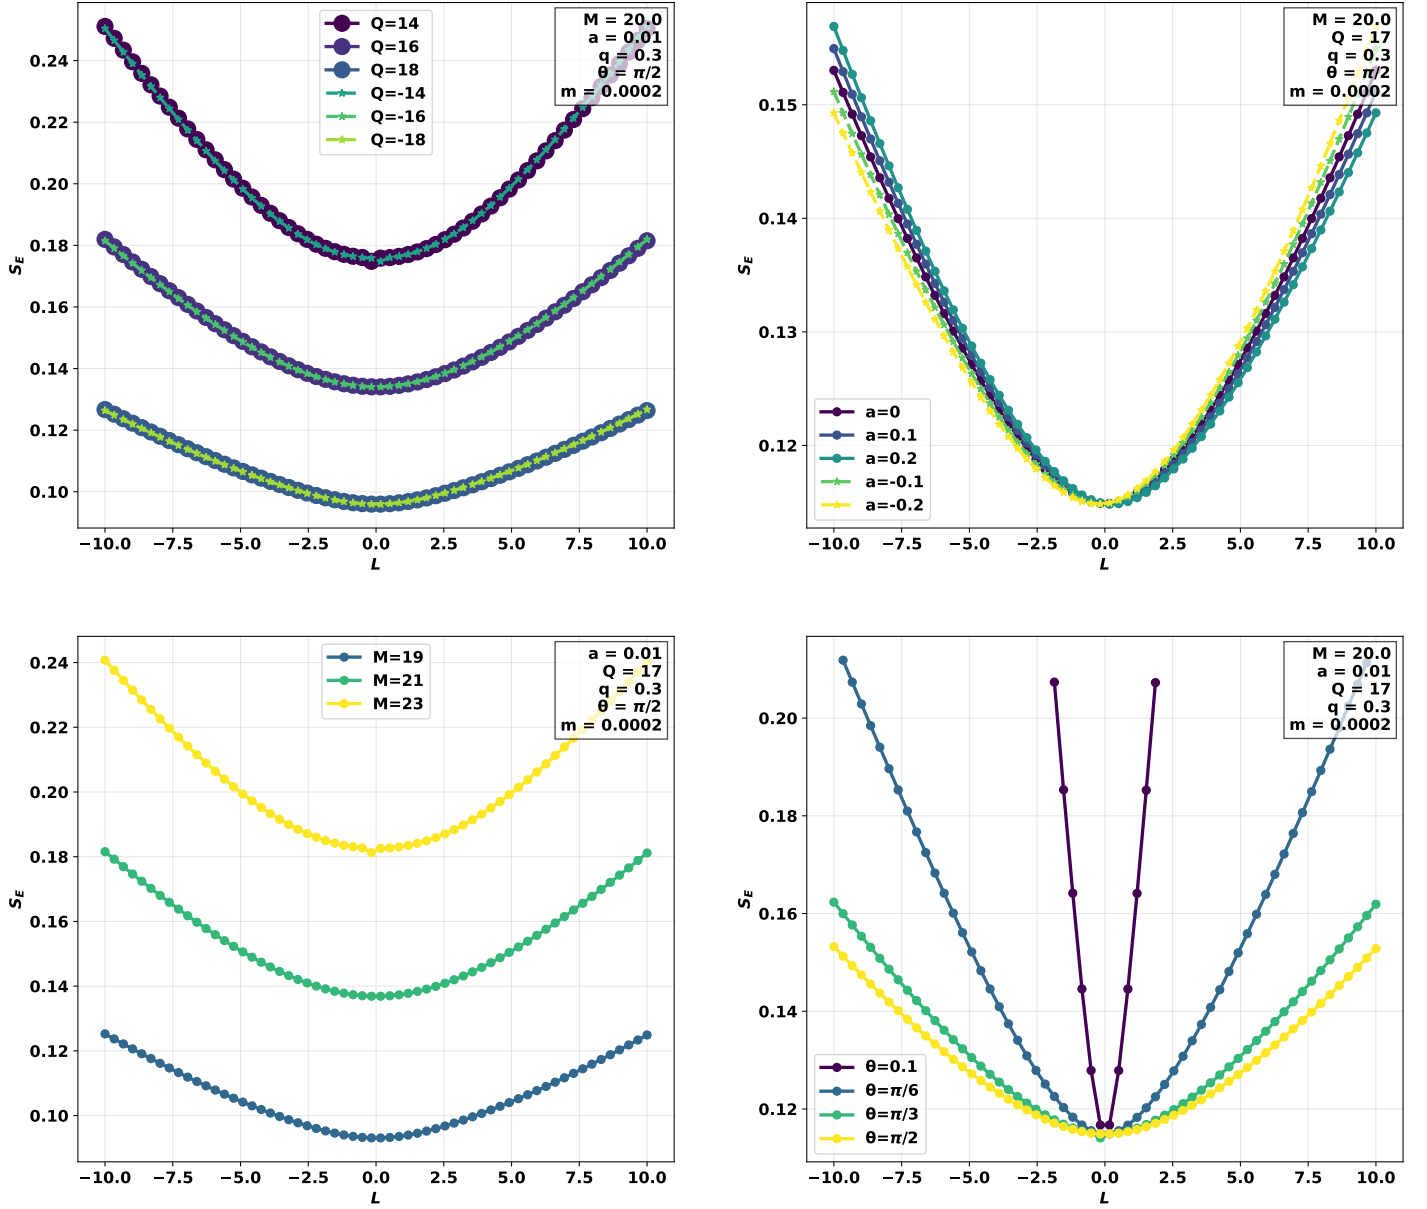 Q=14
Q=16
Q=18
Q=-14
Q=-16
Q=-18
M = 20.0
a = 0.01
q = 0.3
θ = π/2
m = 0.0002
0.24
0.22
0.20
0.18
0.16
0.14
0.12
0.10
S_E
−10.0 −7.5 −5.0 −2.5 0.0 2.5 5.0 7.5 10.0
L
M = 20.0
Q = 17
q = 0.3
θ = π/2
m = 0.0002
0.15
0.14
0.13
0.12
S_E
a=0
a=0.1
a=0.2
a=-0.1
a=-0.2
−10.0 −7.5 −5.0 −2.5 0.0 2.5 5.0 7.5 10.0
L
M=19
M=21
M=23
a = 0.01
Q = 17
q = 0.3
θ = π/2
m = 0.0002
0.24
0.22
0.20
0.18
0.16
0.14
0.12
0.10
S_E
−10.0 −7.5 −5.0 −2.5 0.0 2.5 5.0 7.5 10.0
L
M = 20.0
a = 0.01
Q = 17
q = 0.3
m = 0.0002
0.20
0.18
0.16
0.14
0.12
S_E
θ=0.1
θ=π/6
θ=π/3
θ=π/2
−10.0 −7.5 −5.0 −2.5 0.0 2.5 5.0 7.5 10.0
L